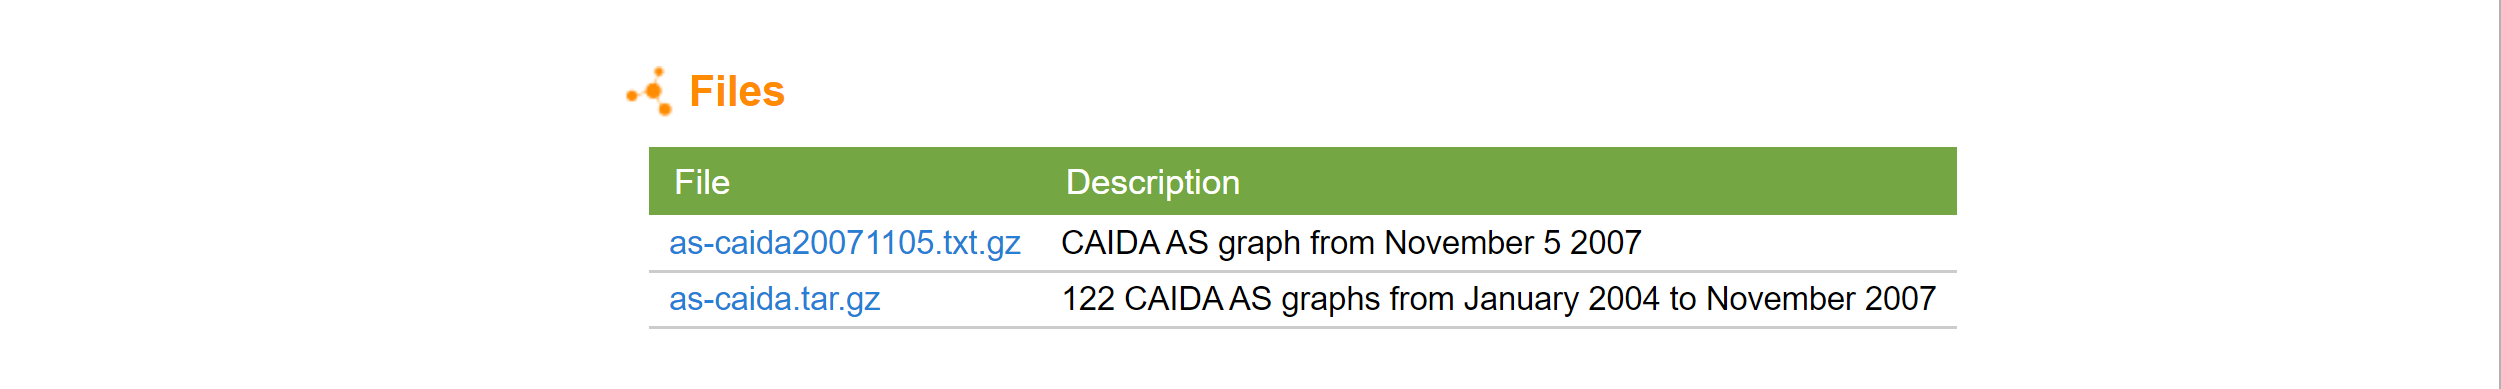 Files
File Description
as-caida20071105.txt.gz CAIDA AS graph from November 5 2007
as-caida.tar.gz 122 CAIDA AS graphs from January 2004 to November 2007